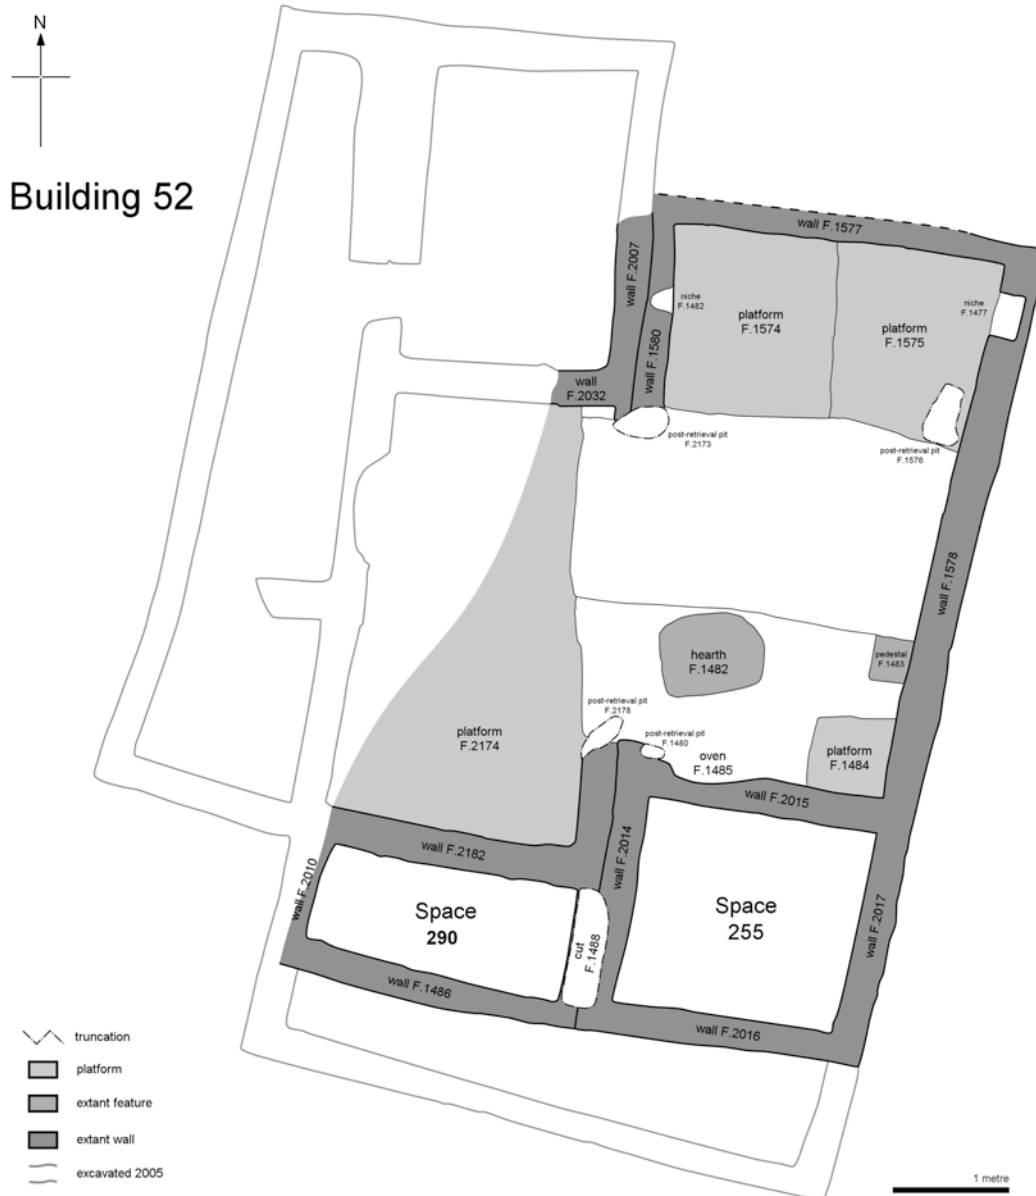 N
Building 52
wall F.1577
wall F.2007
niche
F.1482
niche
F.1477
platform
F.1574
platform
F.1575
wall F.1580
wall
F.2032
post-retrieval pit
F.2173
post-retrieval pit
F.1576
wall F.1578
hearth
F.1482
pedestal
F.1483
post-retrieval pit
F.2178
post-retrieval pit
F.1480
platform
F.2174
oven
F.1485
platform
F.1484
wall F.2015
wall F.2182
wall F.2014
wall F.2010
Space
290
cut
F.1488
Space
255
wall F.2017
wall F.1486
wall F.2016
truncation
platform
extant feature
extant wall
excavated 2005
1 metre